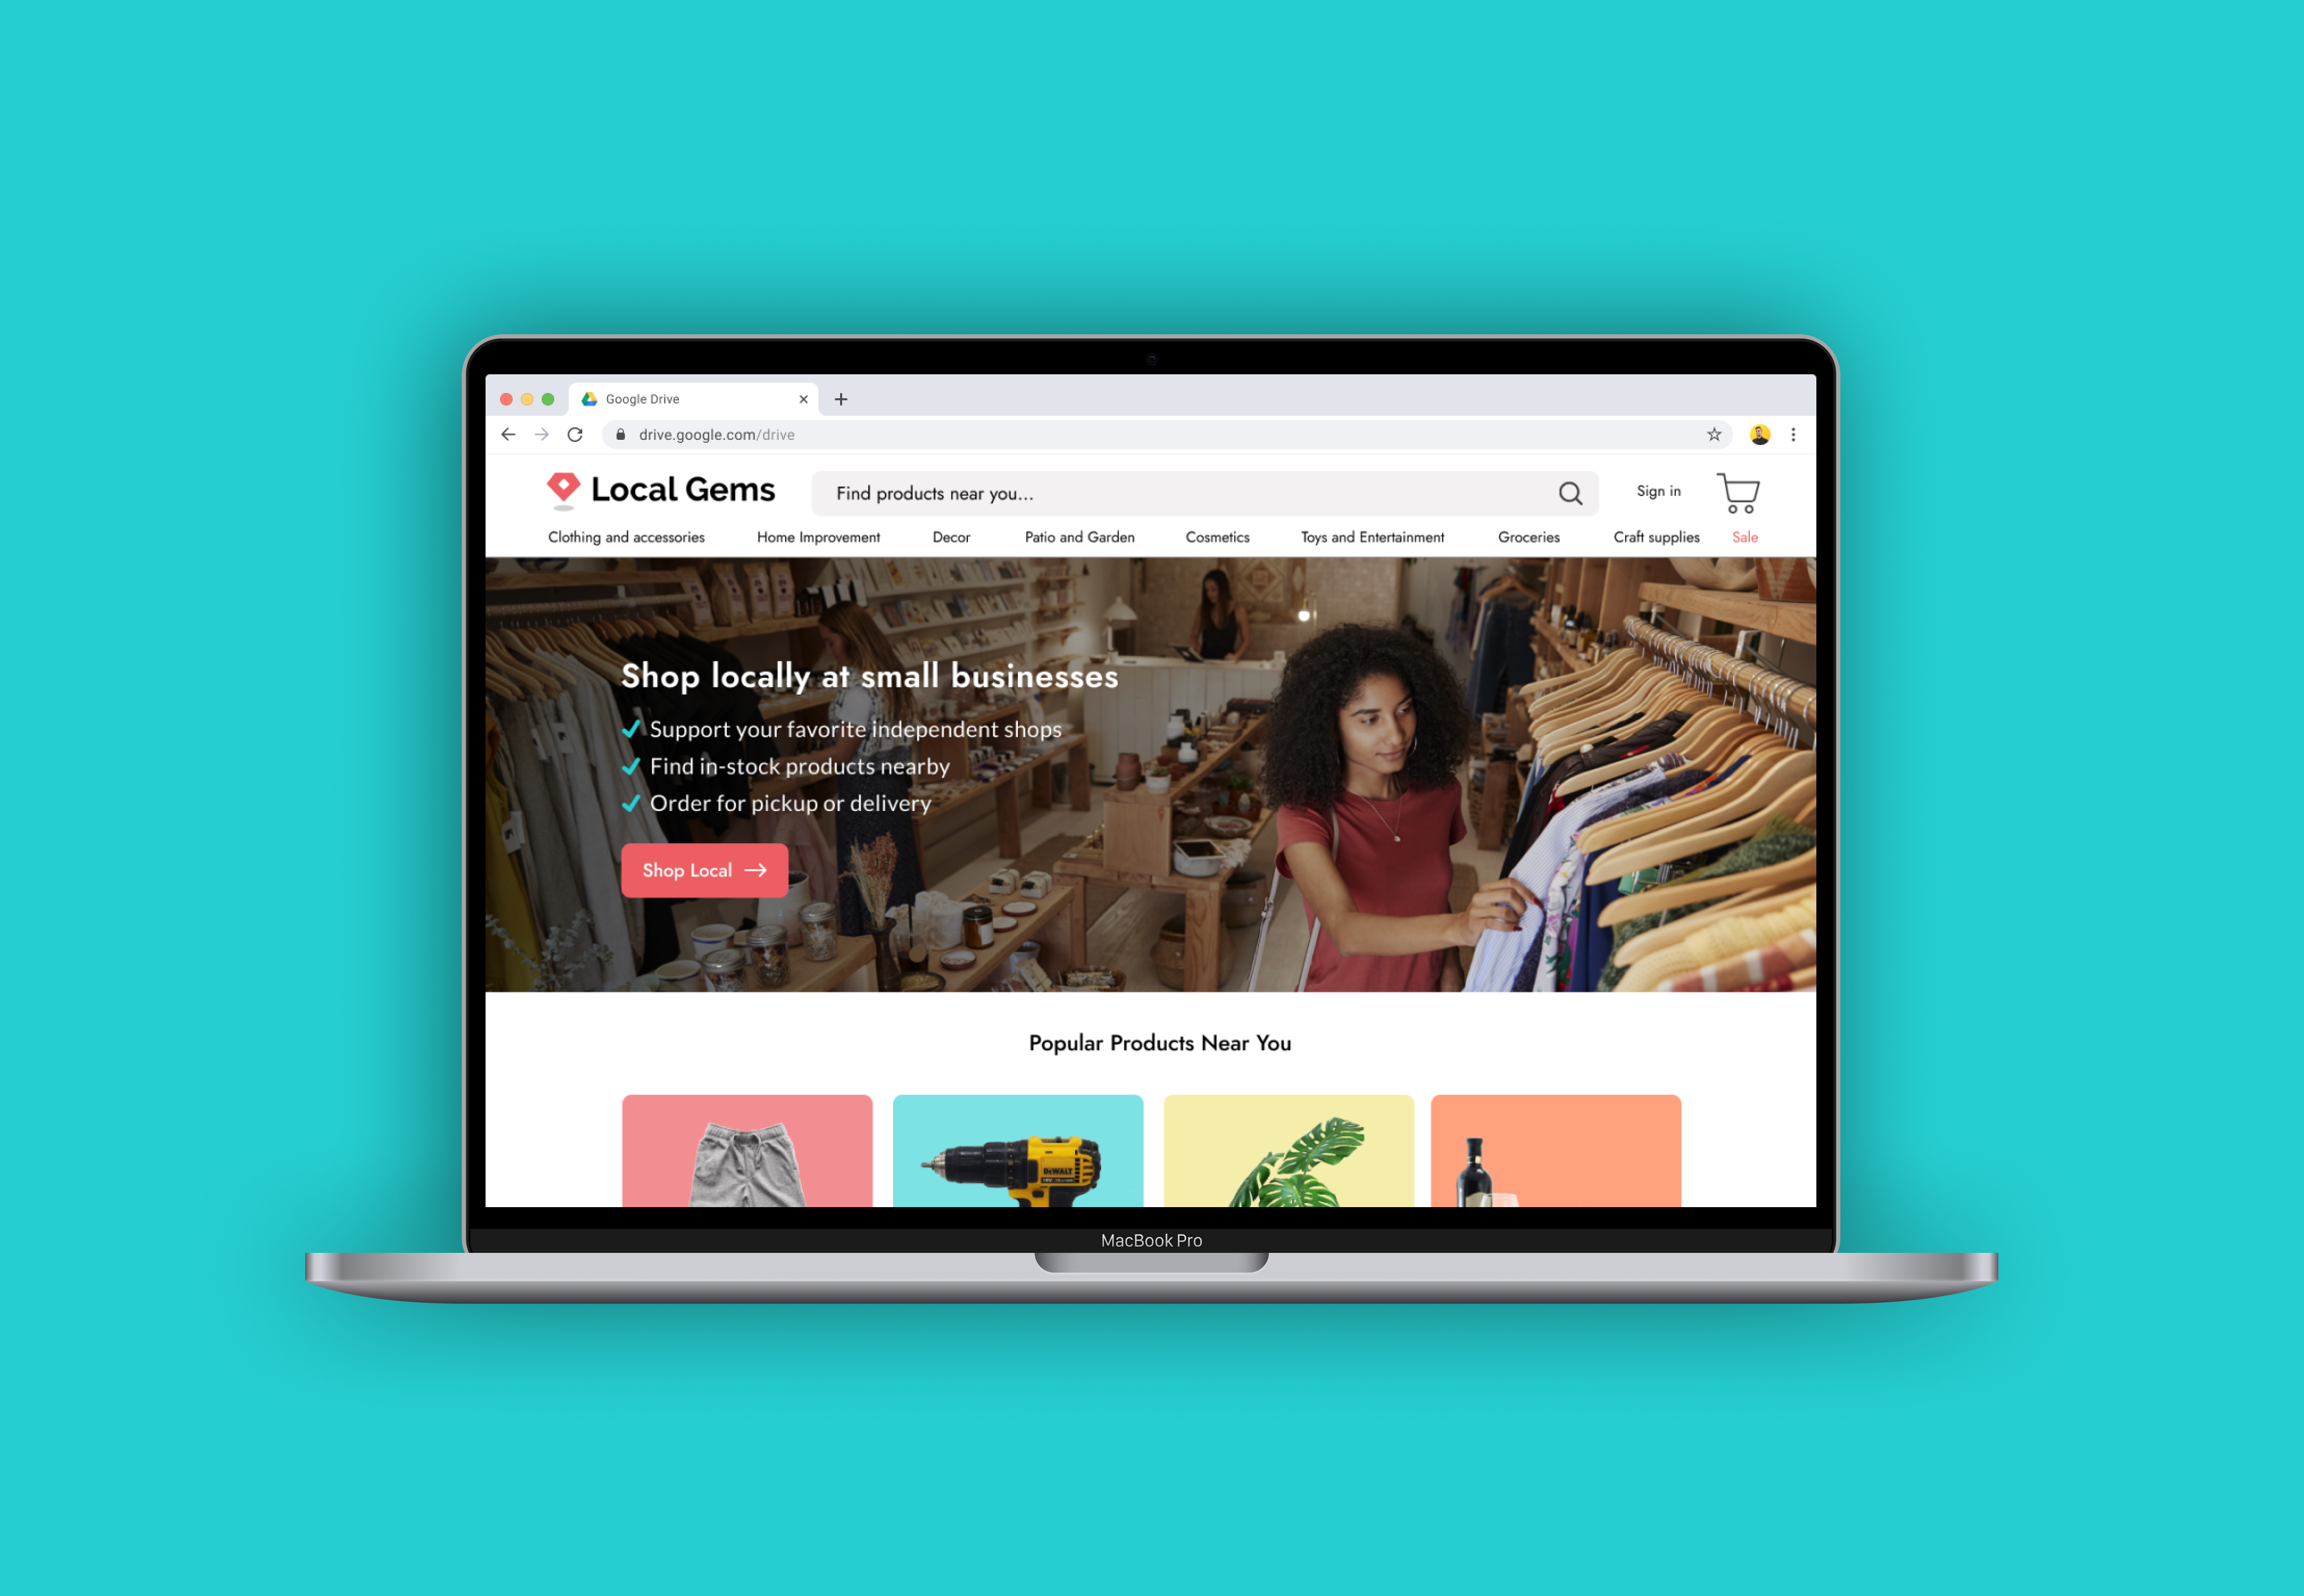 Google Drive
drive.google.com/drive
Local Gems
Find products near you...
Sign in
Clothing and accessories Home Improvement Decor Patio and Garden Cosmetics Toys and Entertainment Groceries Craft supplies Sale
Shop locally at small businesses
Support your favorite independent shops
Find in-stock products nearby
Order for pickup or delivery
Shop Local
Popular Products Near You
DEWALT
MacBook Pro